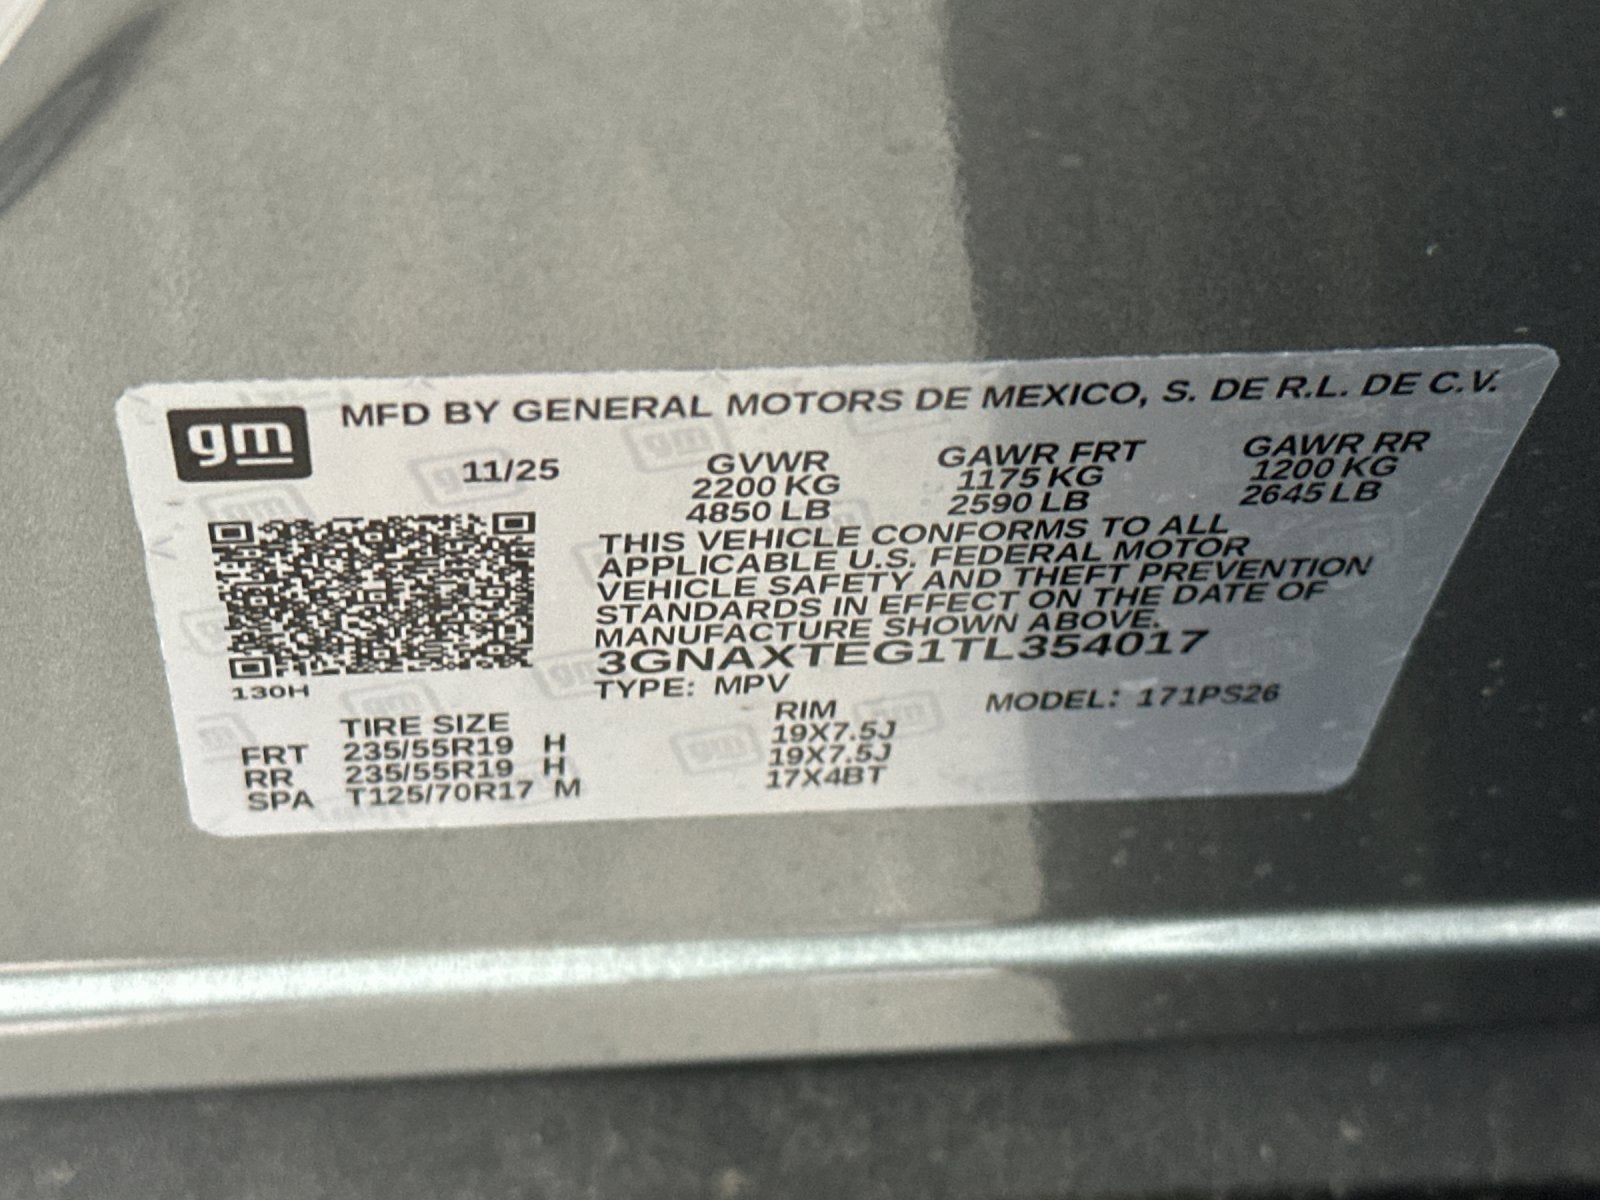 gm MFD BY GENERAL MOTORS DE MEXICO, S. DE R.L. DE C.V.
11/25 GVWR GAWR FRT GAWR RR
2200 KG 1175 KG 1200 KG
4850 LB 2590 LB 2645 LB
THIS VEHICLE CONFORMS TO ALL
APPLICABLE U.S. FEDERAL MOTOR
VEHICLE SAFETY AND THEFT PREVENTION
STANDARDS IN EFFECT ON THE DATE OF
MANUFACTURE SHOWN ABOVE.
3GNAXTEG1TL354017
130H TYPE: MPV MODEL: 171PS26
TIRE SIZE RIM
FRT 235/55R19 H 19X7.5J
RR 235/55R19 H 19X7.5J
SPA T125/70R17 M 17X4BT